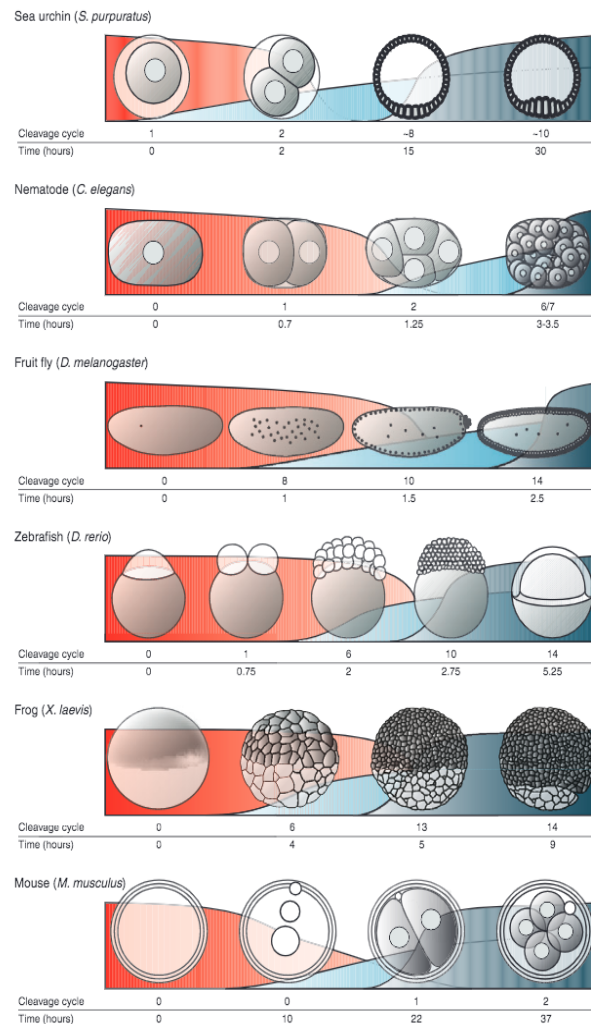 Sea urchin (S. purpuratus)
Cleavage cycle 1 2 ~8 ~10
Time (hours) 0 2 15 30
Nematode (C. elegans)
Cleavage cycle 0 1 2 6/7
Time (hours) 0 0.7 1.25 3-3.5
Fruit fly (D. melanogaster)
Cleavage cycle 0 8 10 14
Time (hours) 0 1 1.5 2.5
Zebrafish (D. rerio)
Cleavage cycle 0 1 6 10 14
Time (hours) 0 0.75 2 2.75 5.25
Frog (X. laevis)
Cleavage cycle 0 6 13 14
Time (hours) 0 4 5 9
Mouse (M. musculus)
Cleavage cycle 0 0 1 2
Time (hours) 0 10 22 37